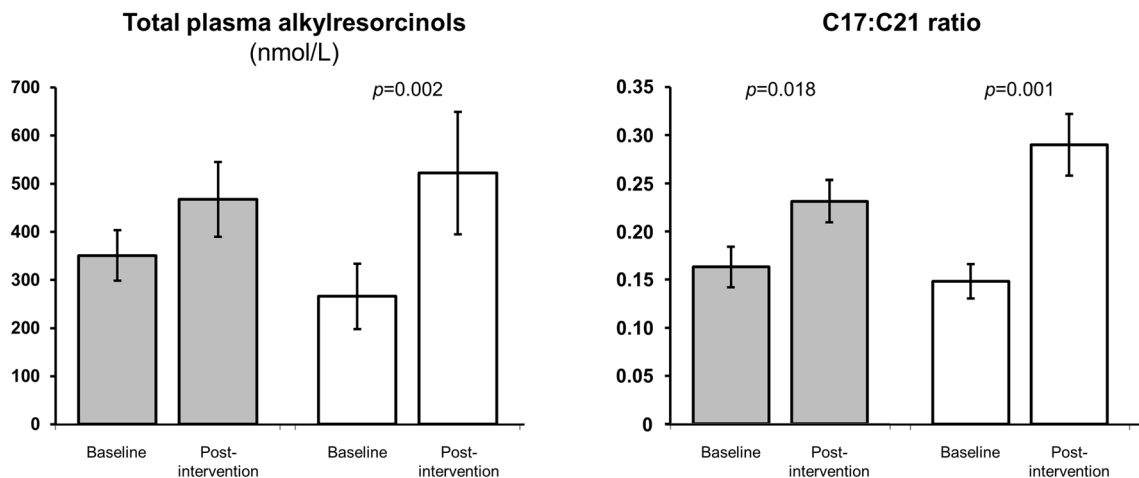 Total plasma alkylresorcinols
(nmol/L)
700
600
500
400
300
200
100
0
p=0.002
Baseline
Post-
intervention
Baseline
Post-
intervention
C17:C21 ratio
0.35
0.30
0.25
0.20
0.15
0.10
0.05
0
p=0.018
p=0.001
Baseline
Post-
intervention
Baseline
Post-
intervention